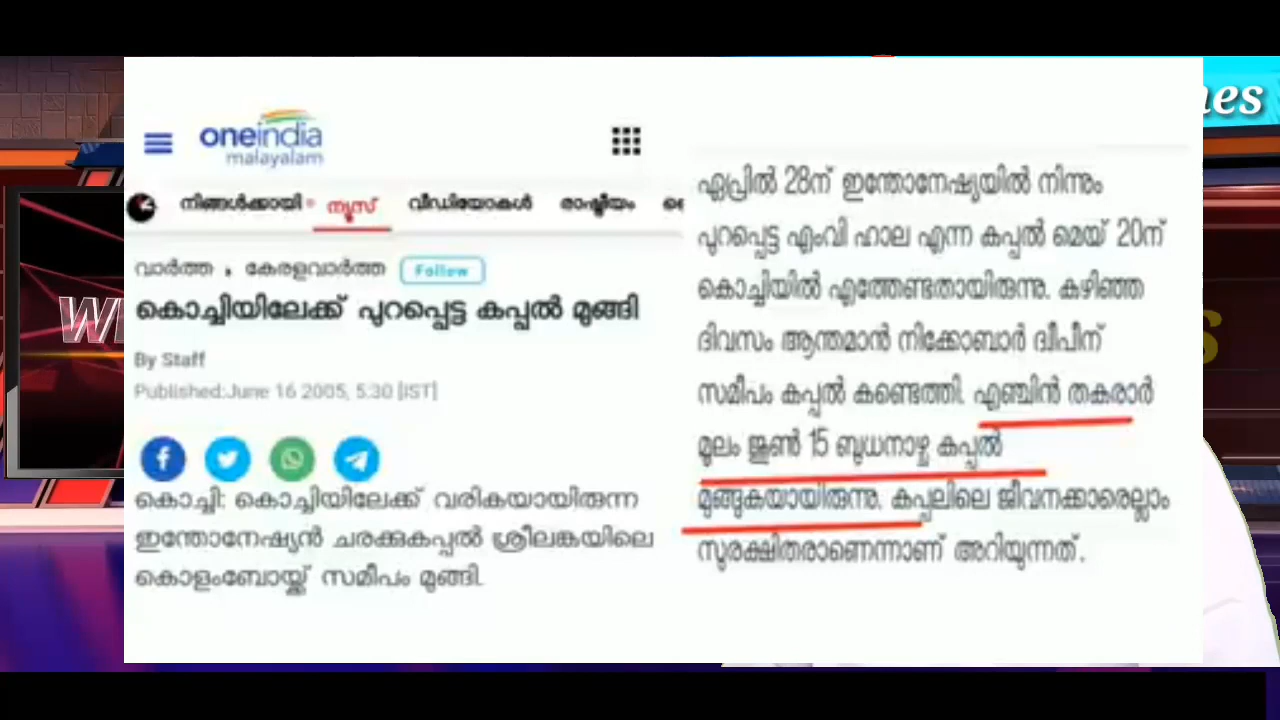 oneindia
malayalam
നിങ്ങൾക്കായി
ന്യൂസ്
വീഡിയോകൾ
രാഷ്ട്രീയം
വാർത്ത
കേരളവാർത്ത
Follow
കൊച്ചിയിലേക്ക് പുറപ്പെട്ട കപ്പൽ മുങ്ങി
By Staff
Published:June 16 2005, 5:30 [IST]
കൊച്ചി: കൊച്ചിയിലേക്ക് വരികയായിരുന്ന
ഇന്തോനേഷ്യൻ ചരക്കുകപ്പൽ ശ്രീലങ്കയിലെ
കൊളംബോയ്ക്ക് സമീപം മുങ്ങി.
ഏപ്രിൽ 28ന് ഇന്തോനേഷ്യയിൽ നിന്നും
പുറപ്പെട്ട എംവി ഹാല എന്ന കപ്പൽ മെയ് 20ന്
കൊച്ചിയിൽ എത്തേണ്ടതായിരുന്നു. കഴിഞ്ഞ
ദിവസം ആന്തമാൻ നിക്കോബാർ ദ്വീപിന്
സമീപം കപ്പൽ കണ്ടെത്തി. എഞ്ചിൻ തകരാർ
മൂലം ജൂൺ 15 ബുധനാഴ്ച കപ്പൽ
മുങ്ങുകയായിരുന്നു. കപ്പലിലെ ജീവനക്കാരെല്ലാം
സുരക്ഷിതരാണെന്നാണ് അറിയുന്നത്.